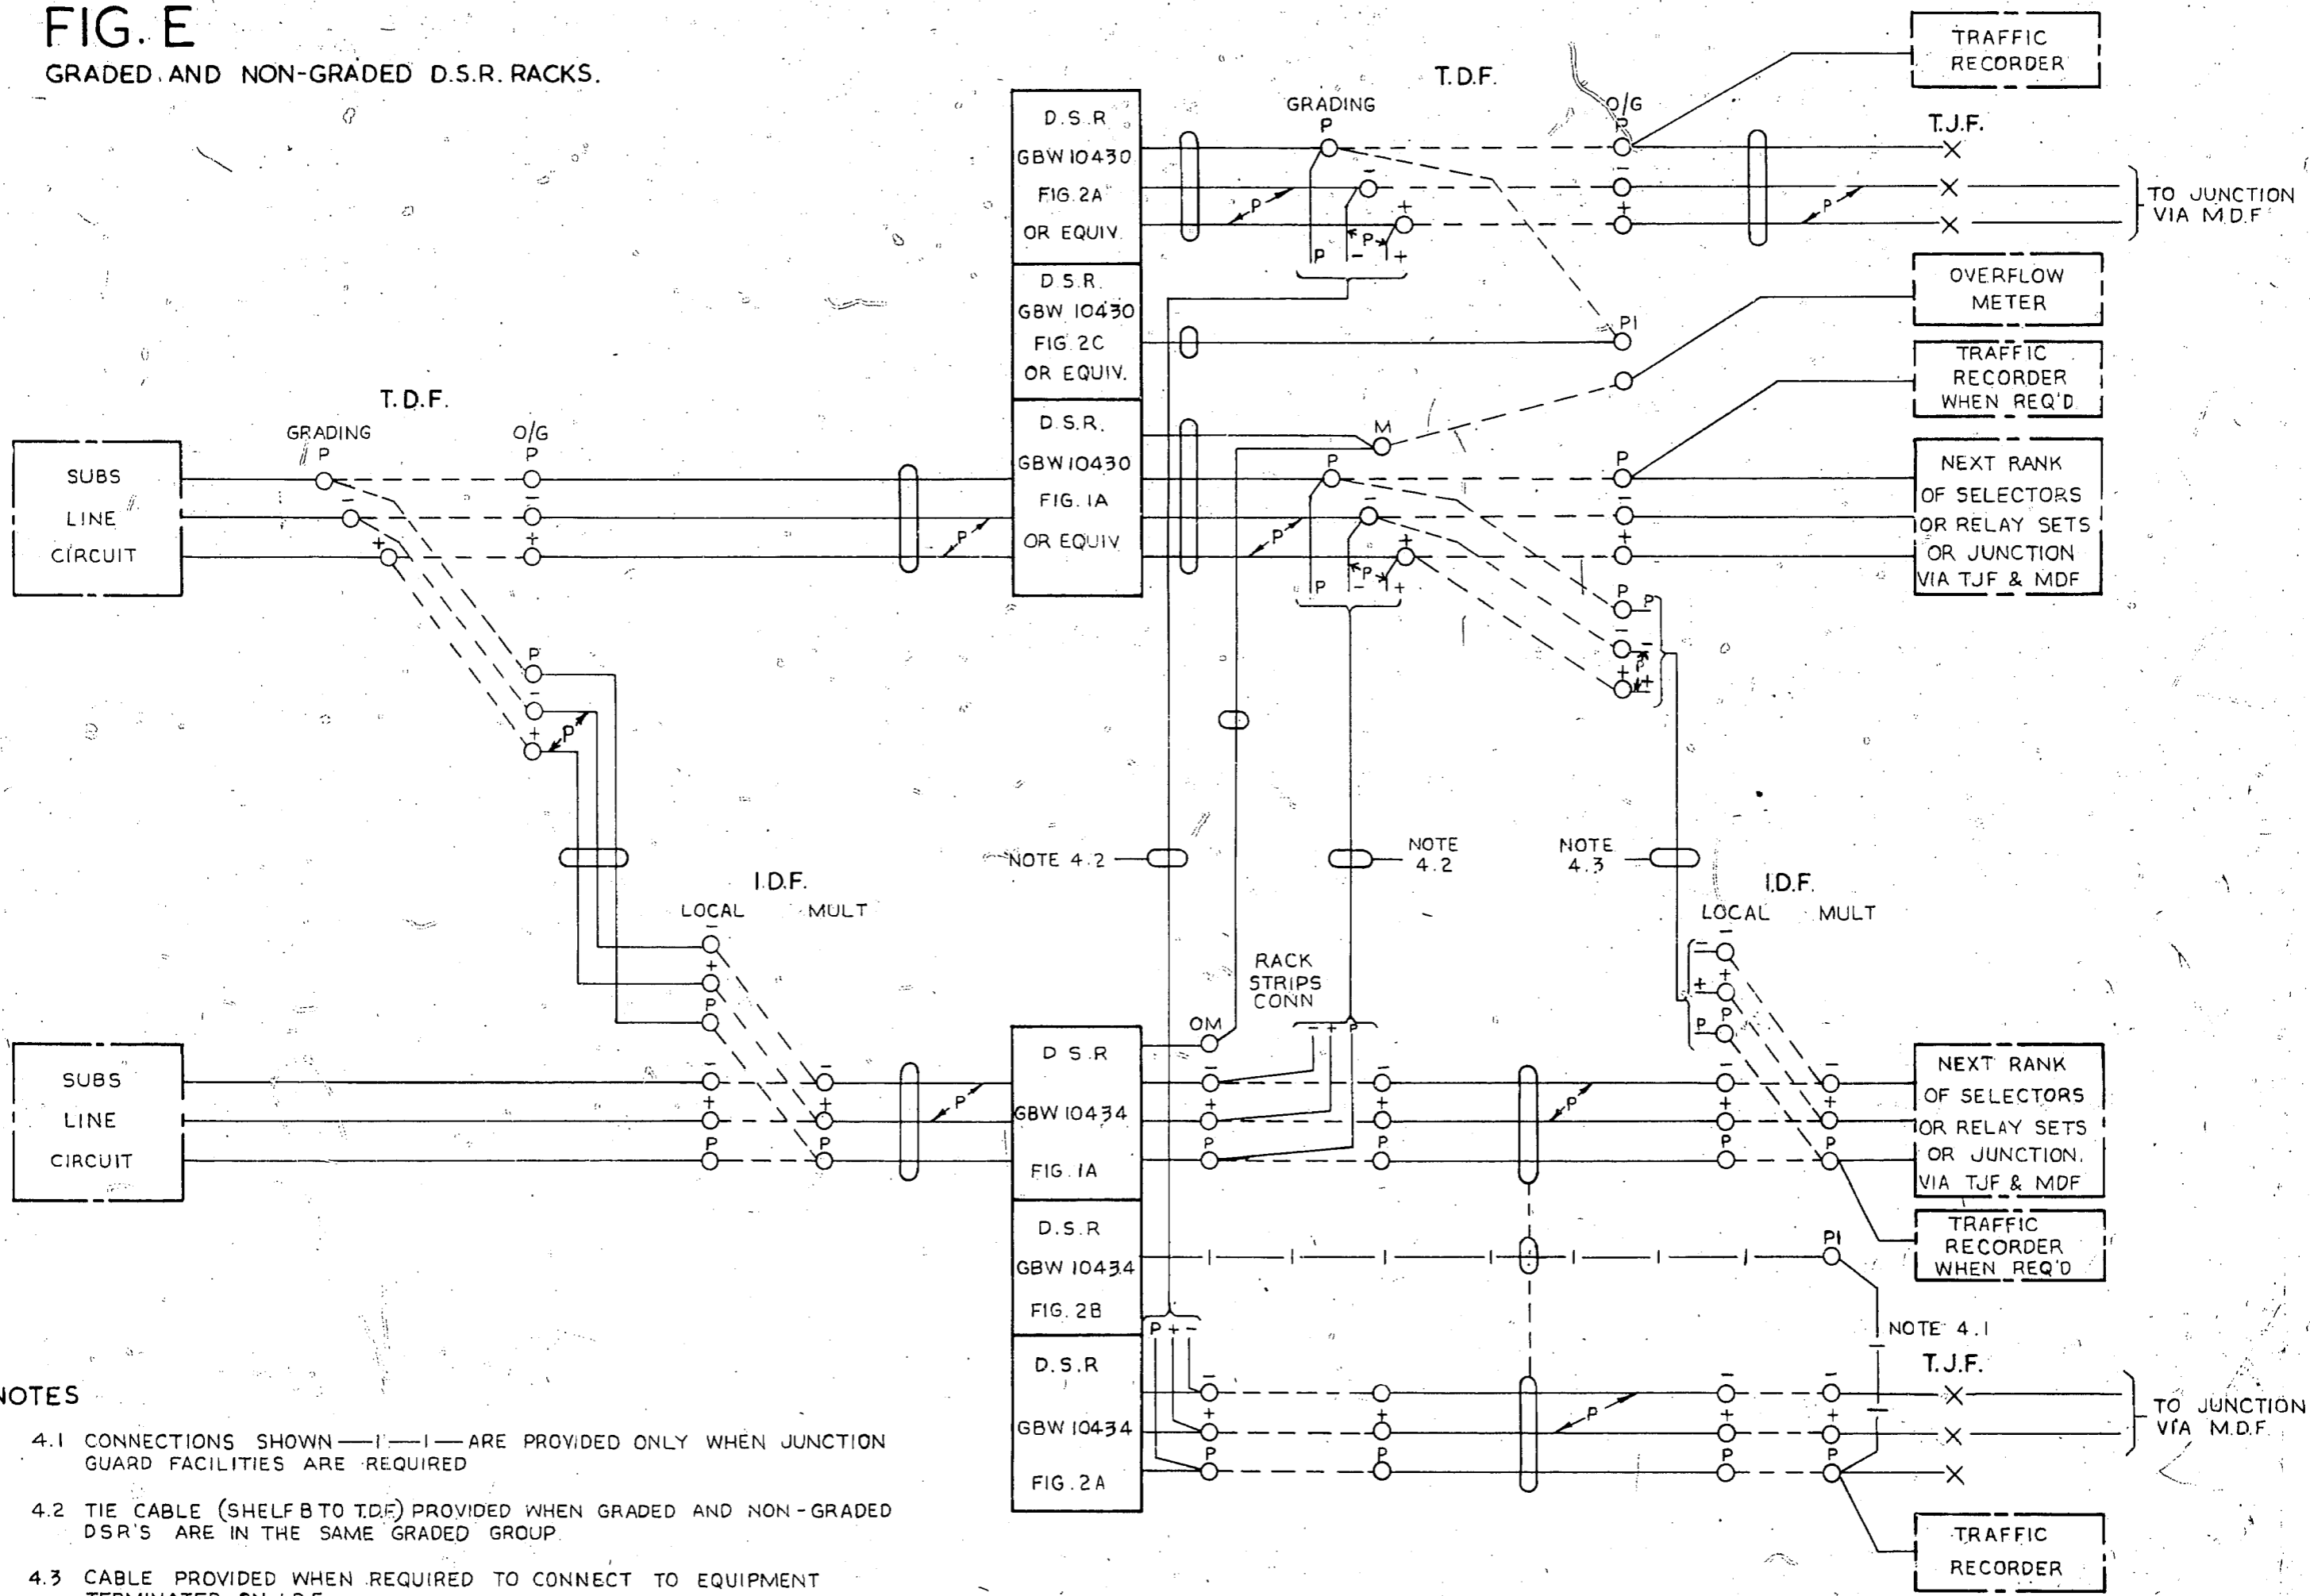 FIG. E
GRADED AND NON-GRADED D.S.R. RACKS.
T.D.F.
GRADING
P
-
+
P
P - +
O/G
P
-
+
P
TRAFFIC
RECORDER
T.J.F.
TO JUNCTION
VIA M.D.F
D.S.R
GBW 10430
FIG. 2A
OR EQUIV.
P
D.S.R.
GBW 10430
FIG. 2C
OR EQUIV.
PI
OVERFLOW
METER
TRAFFIC
RECORDER
WHEN REQ'D
D.S.R.
GBW 10430
FIG. 1A
OR EQUIV
P
M
P
-
+
P
P - +
P
-
+
NEXT RANK
OF SELECTORS
OR RELAY SETS
OR JUNCTION
VIA TJF & MDF
P P
- -
P
+ +
T.D.F.
GRADING
P
-
+
O/G
P
-
+
P
SUBS
LINE
CIRCUIT
P
-
+
P
NOTE 4.2
NOTE
4.2
NOTE
4.3
I.D.F.
LOCAL MULT
-
+
P
I.D.F.
LOCAL MULT
- -
+ +
P P
RACK
STRIPS
CONN
- + P
OM
SUBS
LINE
CIRCUIT
-
+
P
-
+
P
P
D S.R
GBW 10434
FIG. 1A
-
+
P
-
+
P
P
-
+
P
-
+
P
NEXT RANK
OF SELECTORS
OR RELAY SETS
OR JUNCTION.
VIA TJF & MDF
D.S.R
GBW 10434
FIG. 2B
PI
TRAFFIC
RECORDER
WHEN REQ'D
NOTE 4.1
P + -
D.S.R
GBW 10434
FIG. 2A
-
+
P
-
+
P
P
-
+
P
-
+
P
T.J.F.
TO JUNCTION
VIA M.D.F.
TRAFFIC
RECORDER
NOTES
4.1 CONNECTIONS SHOWN —I—I— ARE PROVIDED ONLY WHEN JUNCTION
GUARD FACILITIES ARE REQUIRED
4.2 TIE CABLE (SHELF B TO T.D.F.) PROVIDED WHEN GRADED AND NON-GRADED
DSR'S ARE IN THE SAME GRADED GROUP.
4.3 CABLE PROVIDED WHEN REQUIRED TO CONNECT TO EQUIPMENT